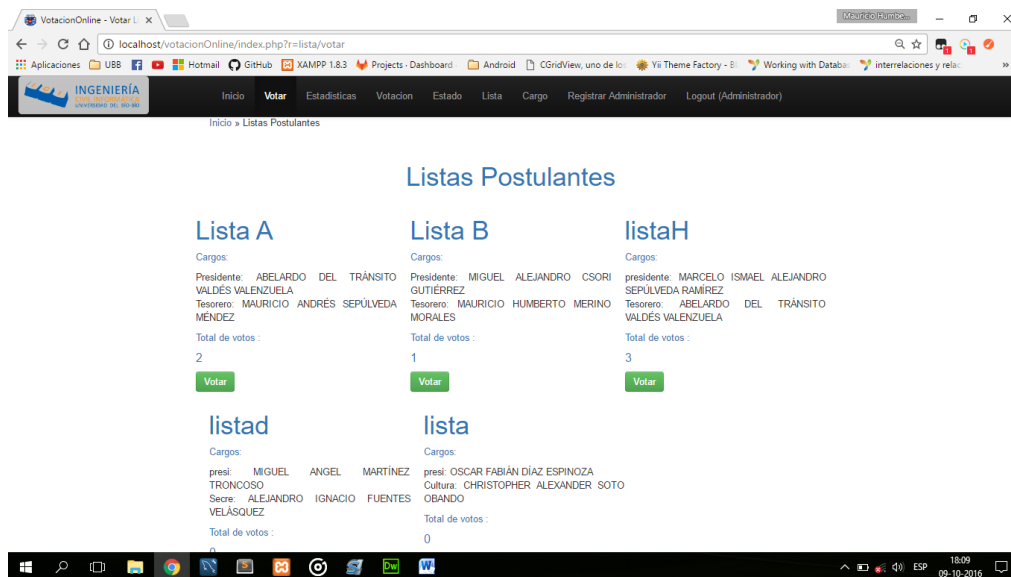 VotacionOnline - Votar L
Mauricio Humbe...
localhost/votacionOnline/index.php?r=lista/votar
Aplicaciones UBB Hotmail GitHub XAMPP 1.8.3 Projects · Dashboard · Android CGridView, uno de los Yii Theme Factory - Bl Working with Databas interrelaciones y relac »
INGENIERÍA
CIVIL INFORMÁTICA
UNIVERSIDAD DEL BÍO-BÍO
Inicio Votar Estadisticas Votacion Estado Lista Cargo Registrar Administrador Logout (Administrador)
Inicio » Listas Postulantes
Listas Postulantes
Lista A
Cargos:
Presidente: ABELARDO DEL TRÁNSITO
VALDÉS VALENZUELA
Tesorero: MAURICIO ANDRÉS SEPÚLVEDA
MÉNDEZ
Total de votos :
2
Votar
Lista B
Cargos:
Presidente: MIGUEL ALEJANDRO CSORI
GUTIÉRREZ
Tesorero: MAURICIO HUMBERTO MERINO
MORALES
Total de votos :
1
Votar
listaH
Cargos:
presidente: MARCELO ISMAEL ALEJANDRO
SEPÚLVEDA RAMÍREZ
Tesorero: ABELARDO DEL TRÁNSITO
VALDÉS VALENZUELA
Total de votos :
3
Votar
listad
Cargos:
presi: MIGUEL ANGEL MARTÍNEZ
TRONCOSO
Secre: ALEJANDRO IGNACIO FUENTES
VELÁSQUEZ
Total de votos :
lista
Cargos:
presi: OSCAR FABIÁN DÍAZ ESPINOZA
Cultura: CHRISTOPHER ALEXANDER SOTO
OBANDO
Total de votos :
0
ESP
18:09
09-10-2016